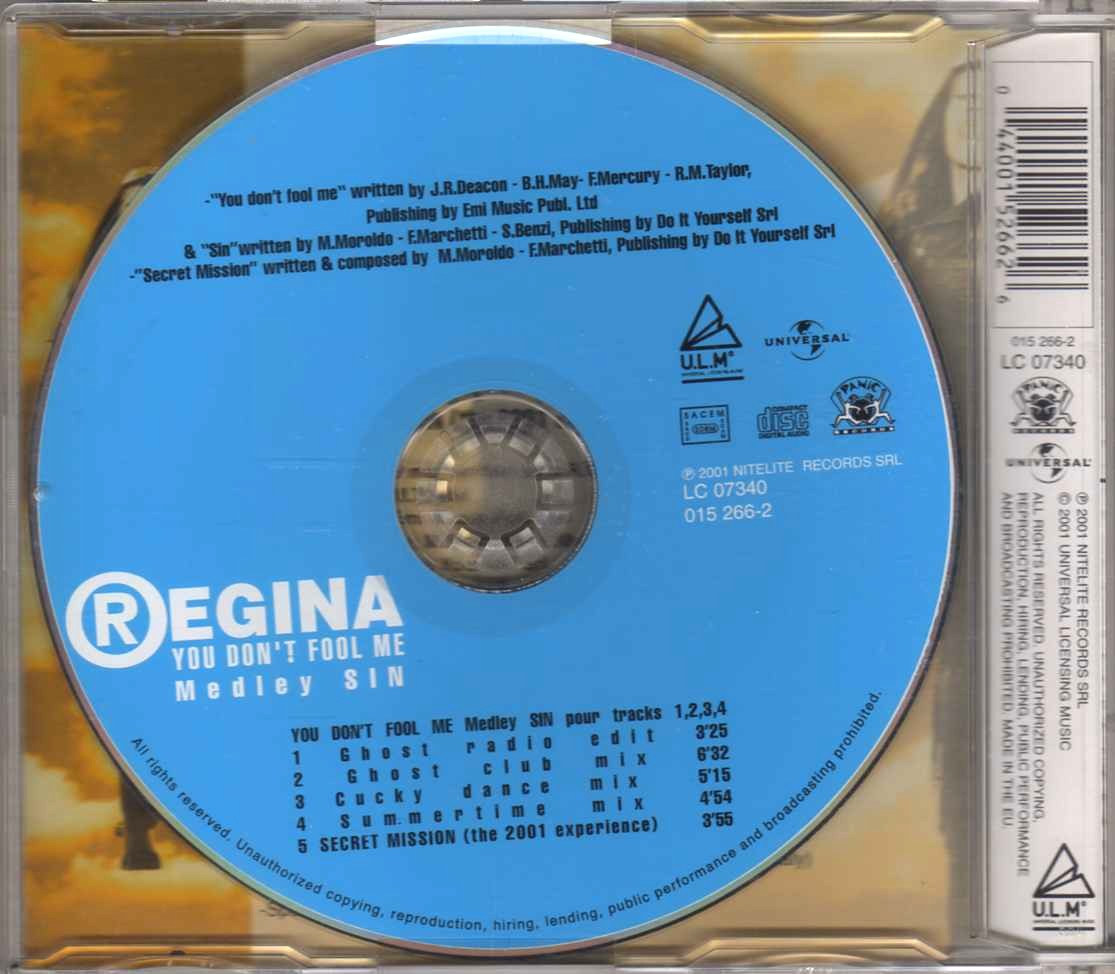 -"You don't fool me" written by J.R.Deacon - B.H.May- F.Mercury - R.M.Taylor,
Publishing by Emi Music Publ. Ltd
& "Sin"written by M.Moroldo - F.Marchetti - S.Benzi, Publishing by Do It Yourself Srl
-"Secret Mission" written & composed by M.Moroldo - F.Marchetti, Publishing by Do It Yourself Srl
U.L.M®
UNIVERSAL
SACEM
SDRM
COMPACT
disc
DIGITAL AUDIO
PANIC
RECORDS
℗ 2001 NITELITE RECORDS SRL
LC 07340
015 266-2
®EGINA
YOU DON'T FOOL ME
Medley SIN
YOU DON'T FOOL ME Medley SIN pour tracks 1,2,3,4
1 Ghost radio edit 3'25
2 Ghost club mix 6'32
3 Cucky dance mix 5'15
4 Summertime mix 4'54
5 SECRET MISSION (the 2001 experience) 3'55
All rights reserved. Unauthorized copying, reproduction, hiring, lending, public performance and broadcasting prohibited.
0 44001 52662 6
015 266-2
LC 07340
PANIC
RECORDS
UNIVERSAL
℗ 2001 NITELITE RECORDS SRL
© 2001 UNIVERSAL LICENSING MUSIC
ALL RIGHTS RESERVED. UNAUTHORIZED COPYING,
REPRODUCTION, HIRING, LENDING, PUBLIC PERFORMANCE
AND BROADCASTING PROHIBITED. MADE IN THE EU.
U.L.M®